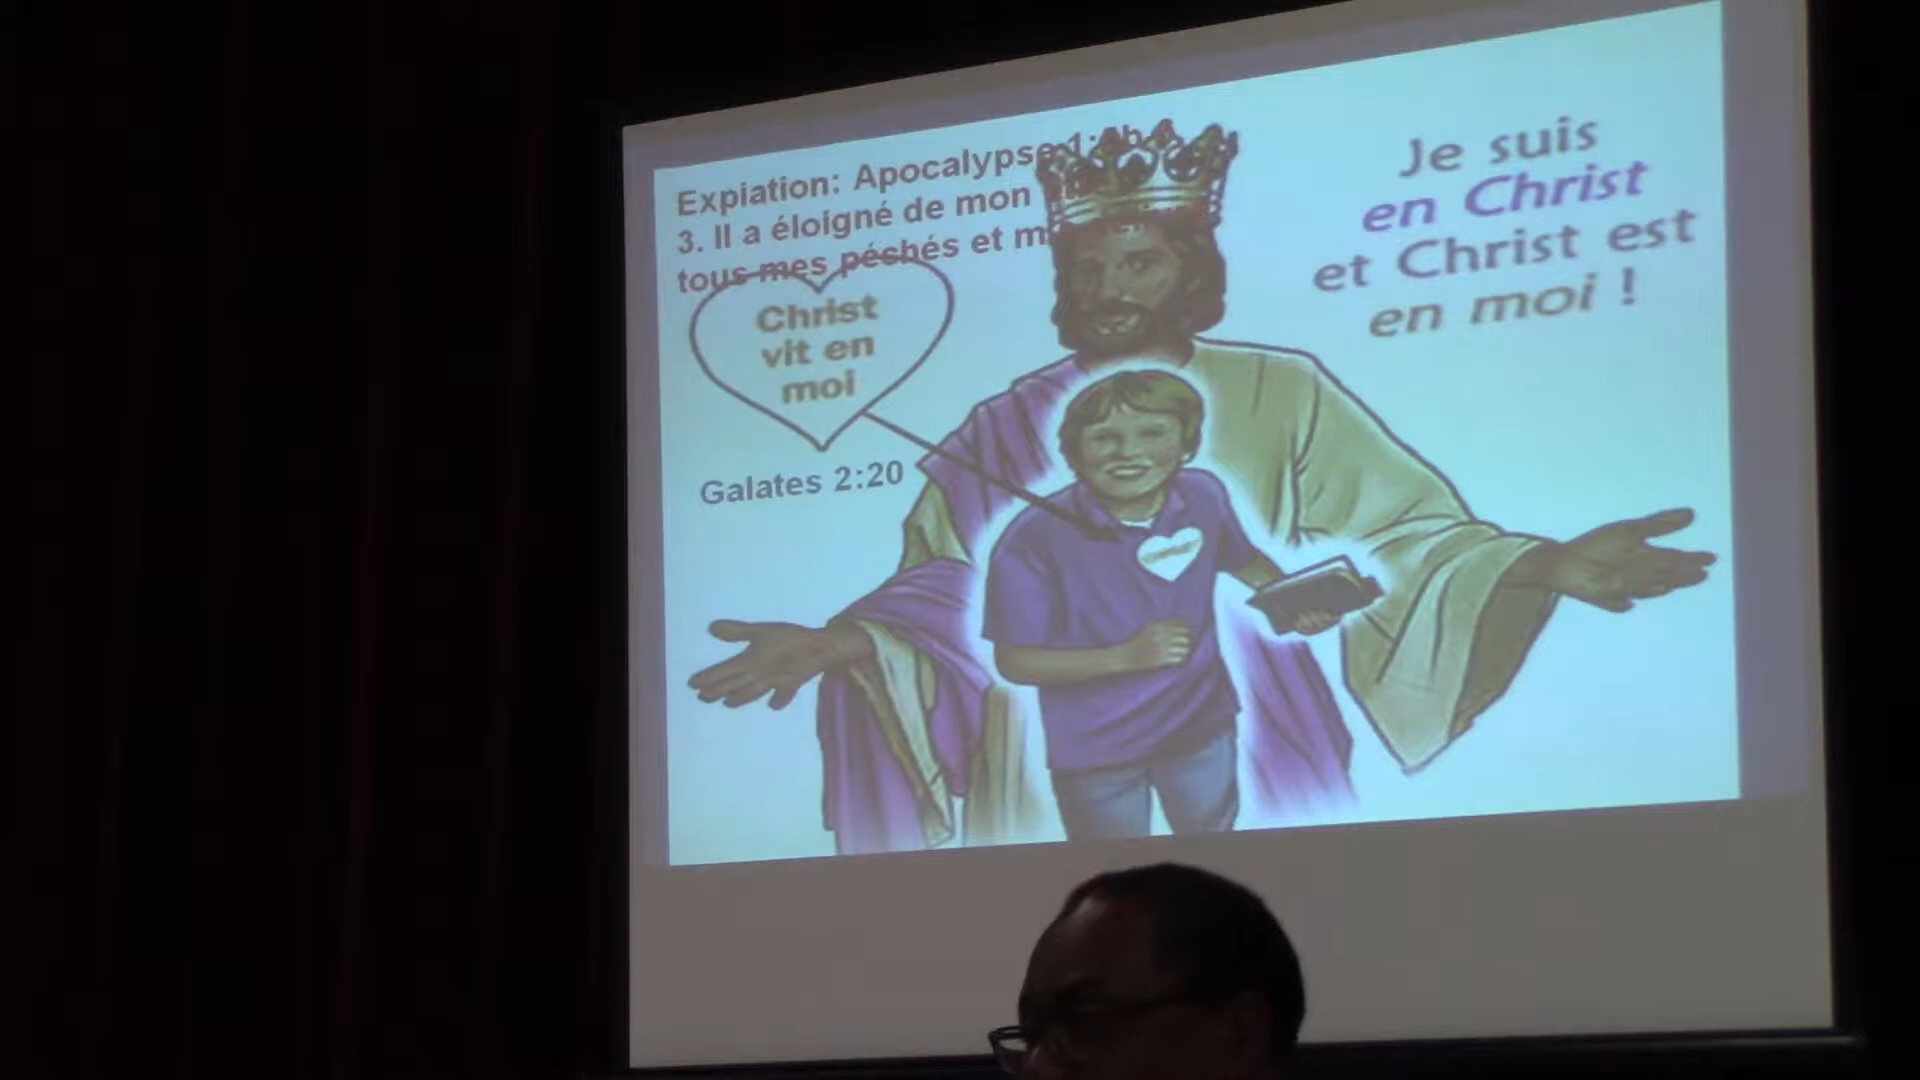 Expiation: Apocalypse
3. Il a éloigné de mon
tous mes péchés et
Christ
vit en
moi
Galates 2:20
Je suis
en Christ
et Christ est
en moi !